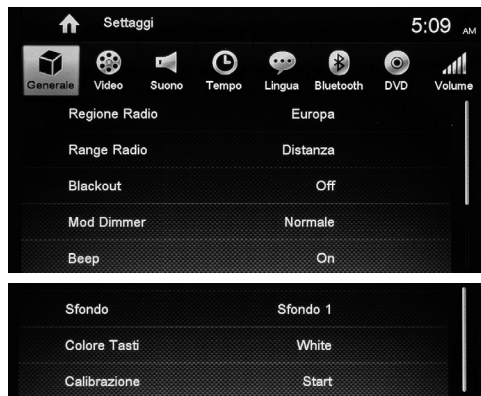 Settaggi 5:09 AM
Generale Video Suono Tempo Lingua Bluetooth DVD Volume
Regione Radio Europa
Range Radio Distanza
Blackout Off
Mod Dimmer Normale
Beep On
Sfondo Sfondo 1
Colore Tasti White
Calibrazione Start